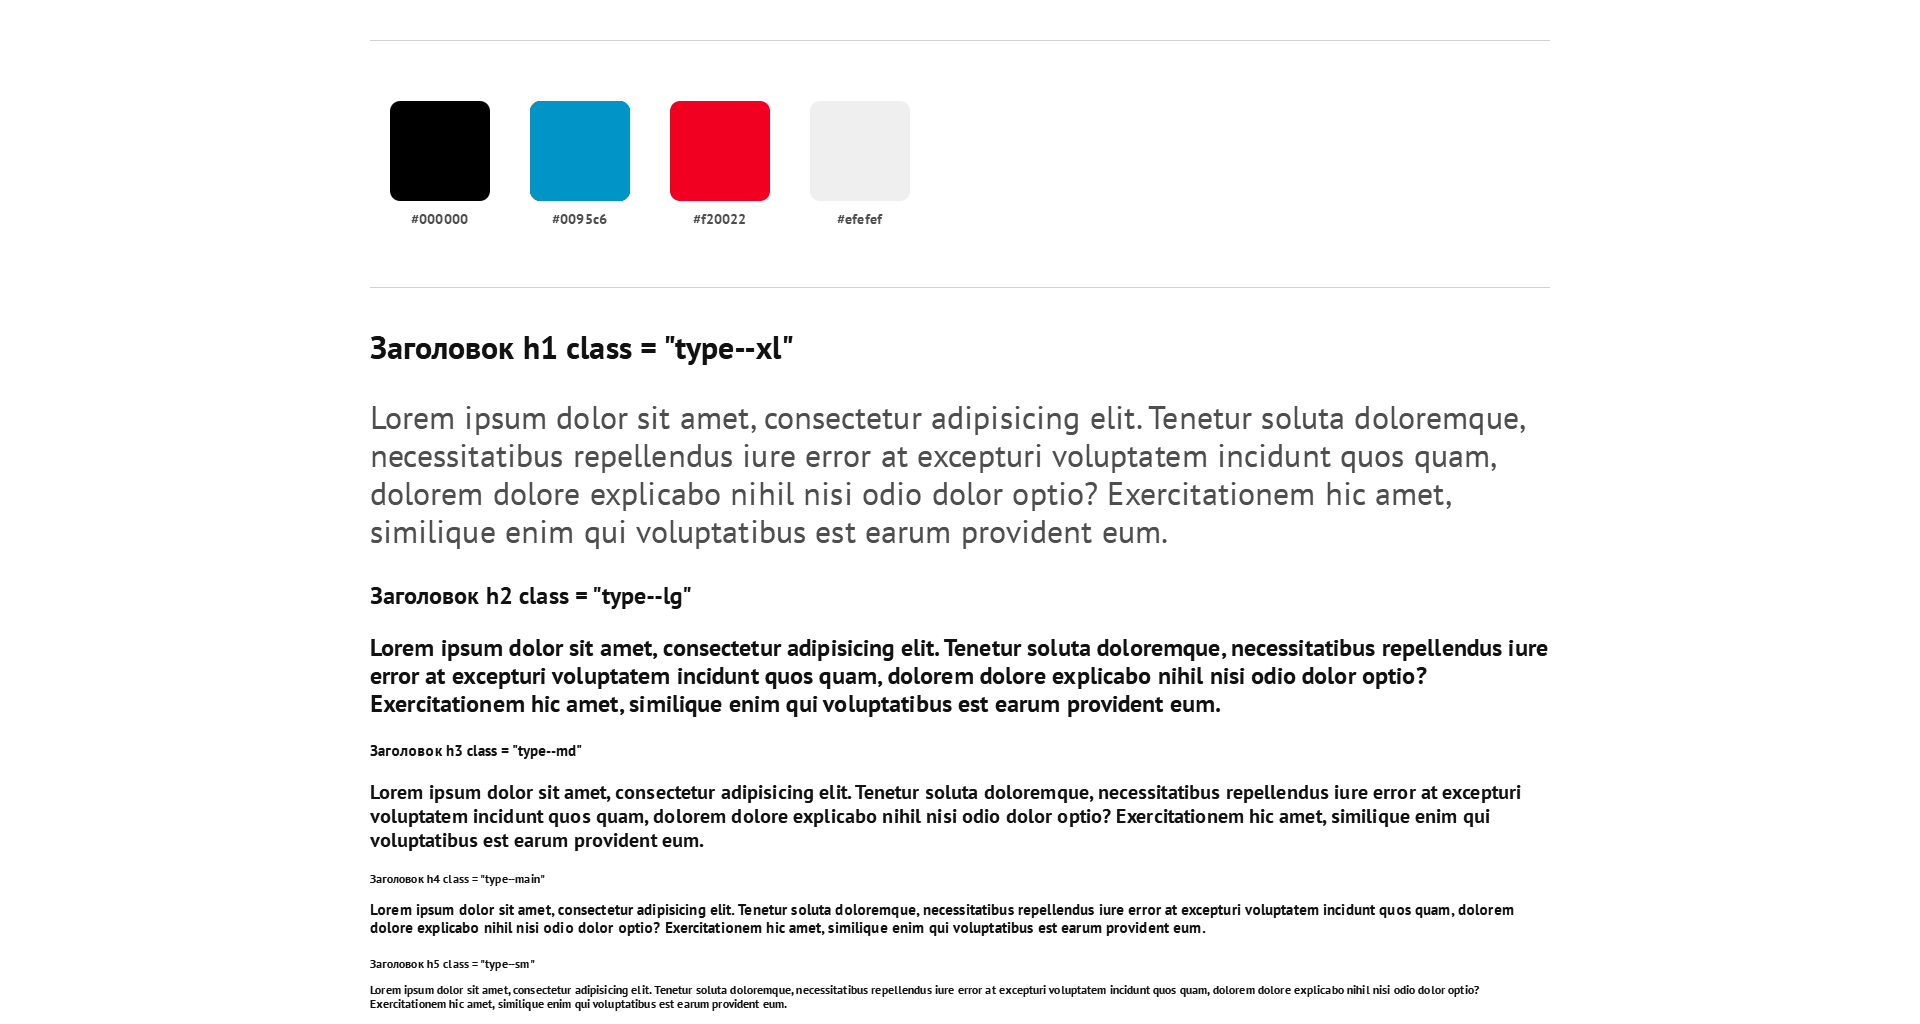 #000000
#0095c6
#f20022
#efefef
Заголовок h1 class = "type--xl"
Lorem ipsum dolor sit amet, consectetur adipisicing elit. Tenetur soluta doloremque,
necessitatibus repellendus iure error at excepturi voluptatem incidunt quos quam,
dolorem dolore explicabo nihil nisi odio dolor optio? Exercitationem hic amet,
similique enim qui voluptatibus est earum provident eum.
Заголовок h2 class = "type--lg"
Lorem ipsum dolor sit amet, consectetur adipisicing elit. Tenetur soluta doloremque, necessitatibus repellendus iure
error at excepturi voluptatem incidunt quos quam, dolorem dolore explicabo nihil nisi odio dolor optio?
Exercitationem hic amet, similique enim qui voluptatibus est earum provident eum.
Заголовок h3 class = "type--md"
Lorem ipsum dolor sit amet, consectetur adipisicing elit. Tenetur soluta doloremque, necessitatibus repellendus iure error at excepturi
voluptatem incidunt quos quam, dolorem dolore explicabo nihil nisi odio dolor optio? Exercitationem hic amet, similique enim qui
voluptatibus est earum provident eum.
Заголовок h4 class = "type--main"
Lorem ipsum dolor sit amet, consectetur adipisicing elit. Tenetur soluta doloremque, necessitatibus repellendus iure error at excepturi voluptatem incidunt quos quam, dolorem
dolore explicabo nihil nisi odio dolor optio? Exercitationem hic amet, similique enim qui voluptatibus est earum provident eum.
Заголовок h5 class = "type--sm"
Lorem ipsum dolor sit amet, consectetur adipisicing elit. Tenetur soluta doloremque, necessitatibus repellendus iure error at excepturi voluptatem incidunt quos quam, dolorem dolore explicabo nihil nisi odio dolor optio?
Exercitationem hic amet, similique enim qui voluptatibus est earum provident eum.